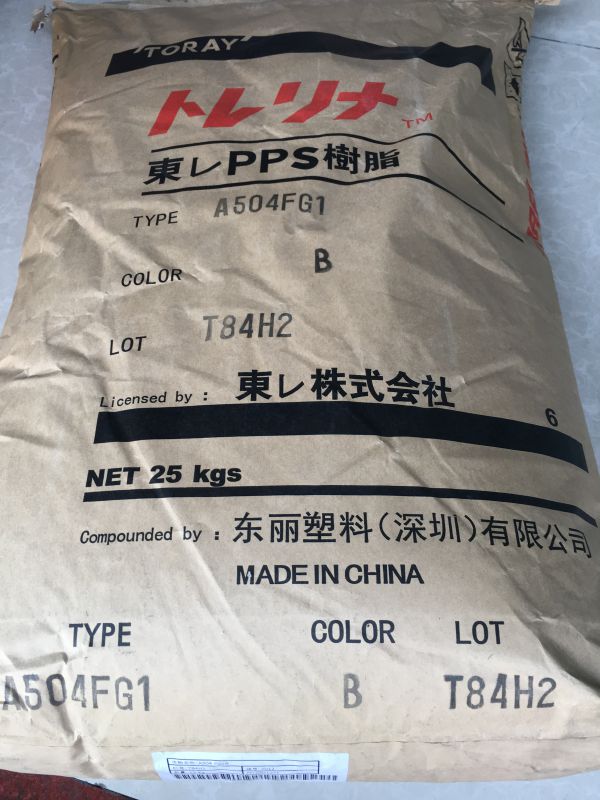 TORAY
トレリナ™
東レPPS樹脂
TYPE A504FG1
COLOR B
LOT T84H2
Licensed by : 東レ株式会社
6
NET 25 kgs
Compounded by : 东丽塑料(深圳)有限公司
MADE IN CHINA
TYPE COLOR LOT
A504FG1 B T84H2